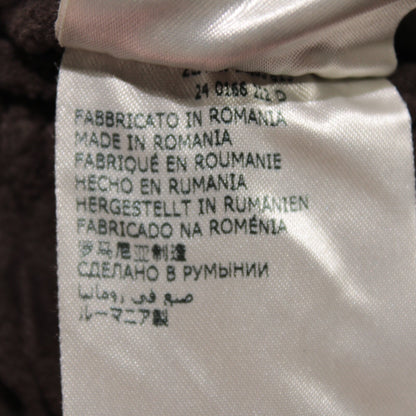 24 0166
FABBRICATO IN ROMANIA
MADE IN ROMANIA
FABRIQUÉ EN ROUMANIE
HECHO EN RUMANIA
HERGESTELLT IN RUMÄNIEN
FABRICADO NA ROMÉNIA
罗马尼亚制造
СДЕЛАНО В РУМЫНИИ
صنع في رومانيا
ルーマニア製